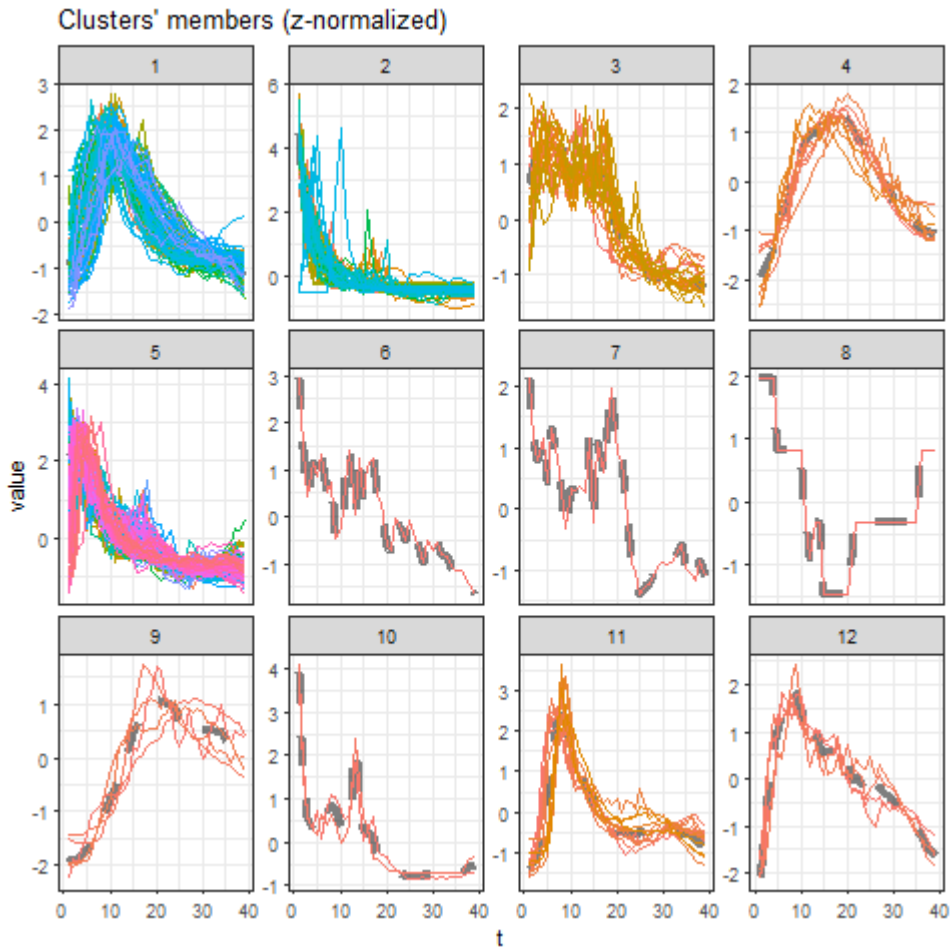 Clusters' members (z-normalized)
1 2 3 4
3 2 1 0 -1 -2
6 4 2 0
2 1 0 -1
2 1 0 -1 -2
5 6 7 8
value
4 2 0
3 2 1 0 -1
2 1 0 -1
2 1 0 -1
9 10 11 12
1 0 -1 -2
4 3 2 1 0 -1
3 2 1 0 -1
2 1 0 -1 -2
0 10 20 30 40 0 10 20 30 40 0 10 20 30 40 0 10 20 30 40
t